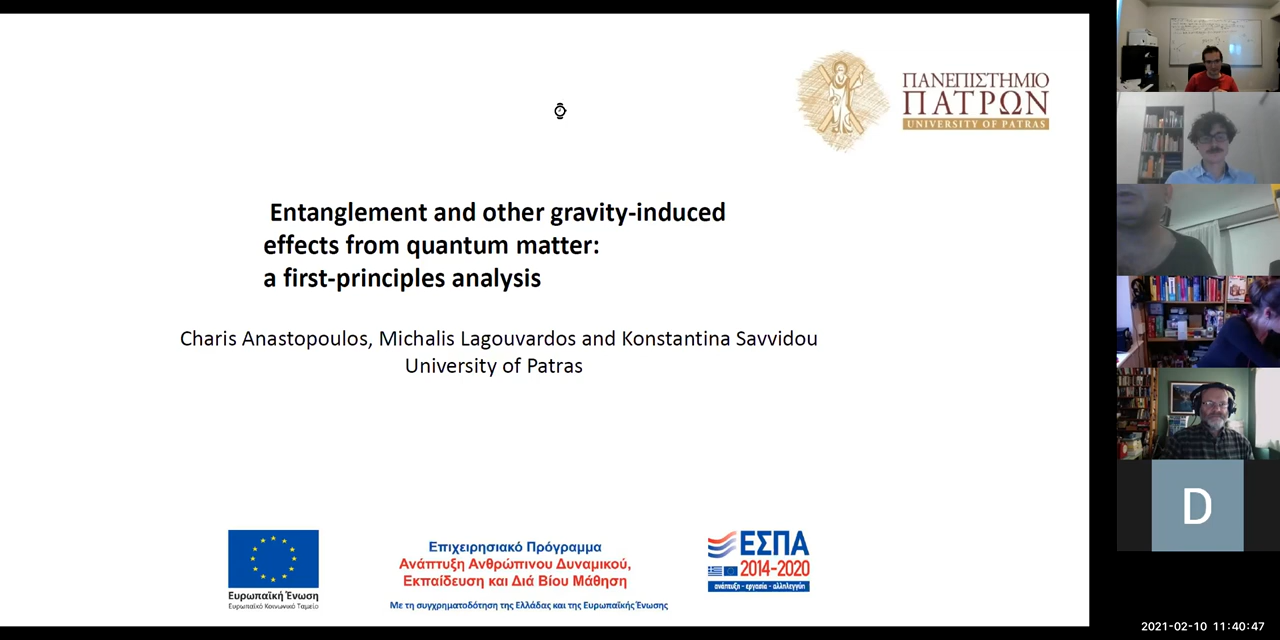 ΠΑΝΕΠΙΣΤΗΜΙΟ
ΠΑΤΡΩΝ
UNIVERSITY OF PATRAS
Entanglement and other gravity-induced
effects from quantum matter:
a first-principles analysis
Charis Anastopoulos, Michalis Lagouvardos and Konstantina Savvidou
University of Patras
Ευρωπαϊκή Ένωση
Ευρωπαϊκό Κοινωνικό Ταμείο
Επιχειρησιακό Πρόγραμμα
Ανάπτυξη Ανθρώπινου Δυναμικού,
Εκπαίδευση και Διά Βίου Μάθηση
Με τη συγχρηματοδότηση της Ελλάδας και της Ευρωπαϊκής Ένωσης
ΕΣΠΑ
2014-2020
ανάπτυξη - εργασία - αλληλεγγύη
D
2021-02-10 11:40:47